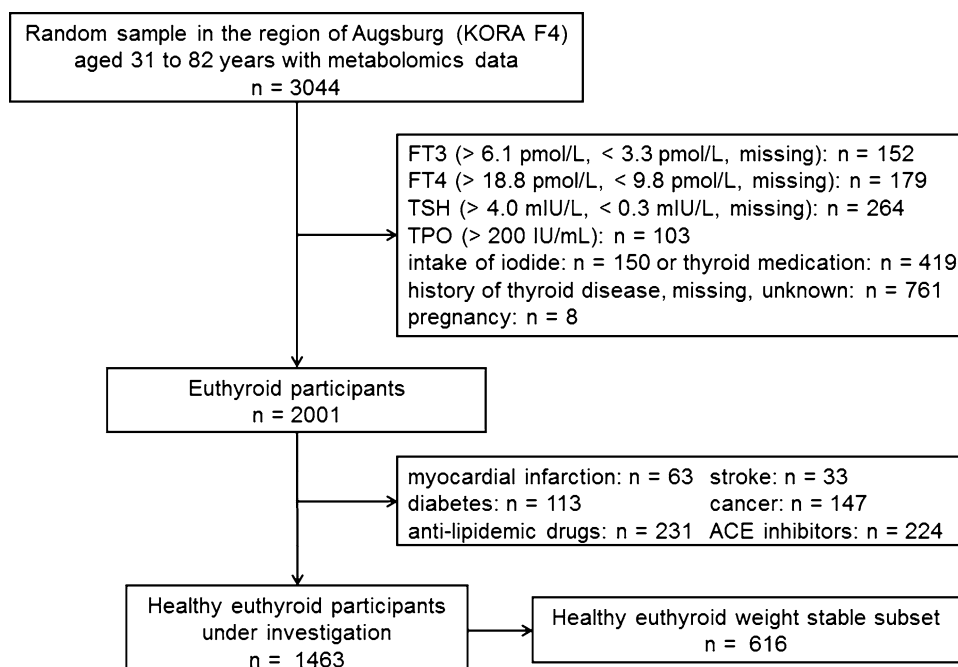 Random sample in the region of Augsburg (KORA F4)
aged 31 to 82 years with metabolomics data
n = 3044
FT3 (> 6.1 pmol/L, < 3.3 pmol/L, missing): n = 152
FT4 (> 18.8 pmol/L, < 9.8 pmol/L, missing): n = 179
TSH (> 4.0 mIU/L, < 0.3 mIU/L, missing): n = 264
TPO (> 200 IU/mL): n = 103
intake of iodide: n = 150 or thyroid medication: n = 419
history of thyroid disease, missing, unknown: n = 761
pregnancy: n = 8
Euthyroid participants
n = 2001
myocardial infarction: n = 63 stroke: n = 33
diabetes: n = 113 cancer: n = 147
anti-lipidemic drugs: n = 231 ACE inhibitors: n = 224
Healthy euthyroid participants
under investigation
n = 1463
Healthy euthyroid weight stable subset
n = 616